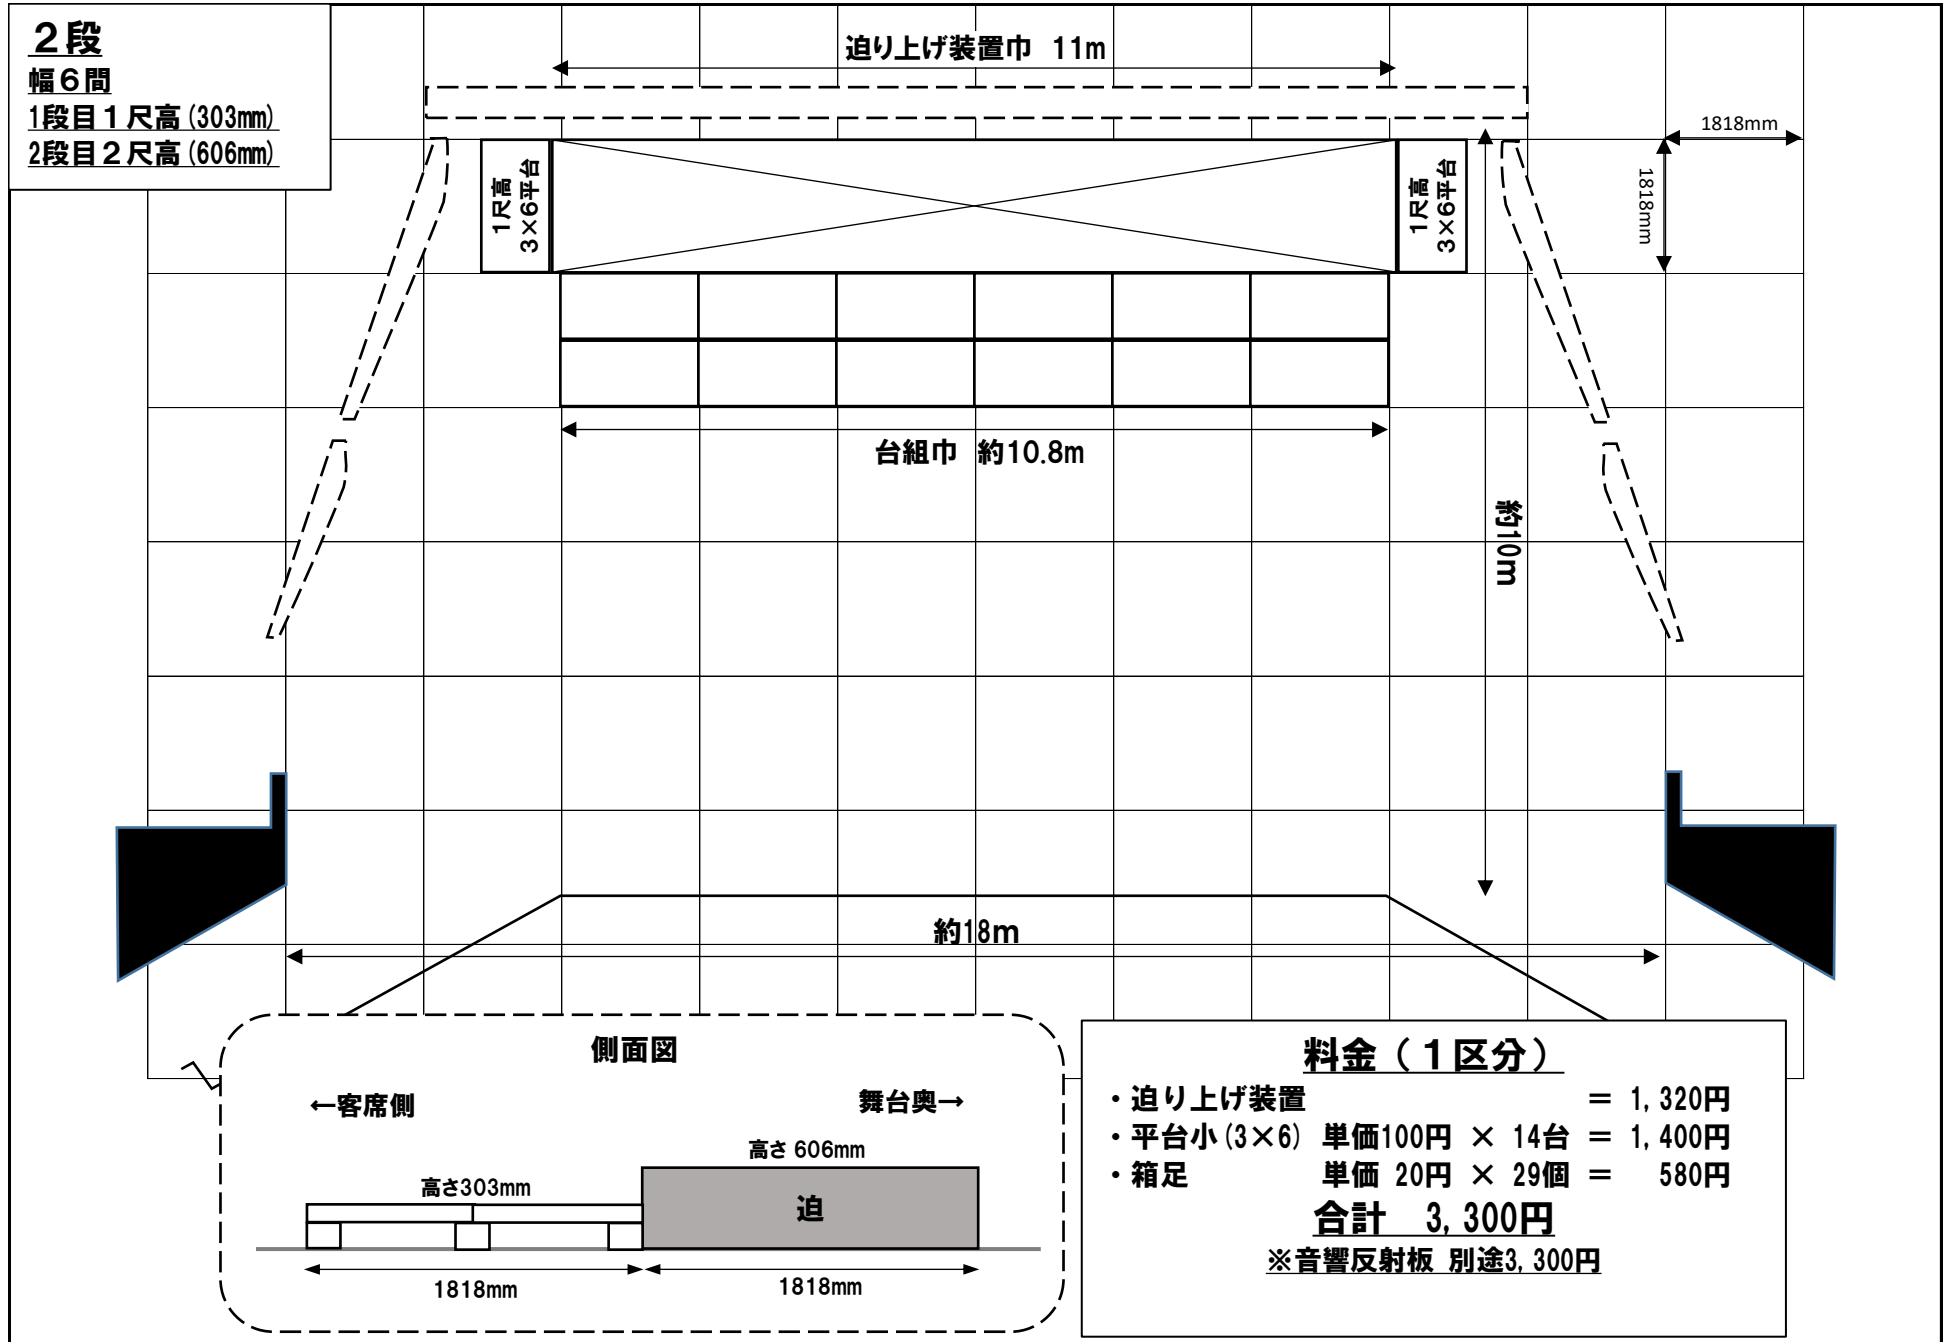 ２段
幅６間
1段目１尺高(303mm)
2段目２尺高(606mm)
迫り上げ装置巾 11m
1818mm
1818mm
1尺高
3×6平台
1尺高
3×6平台
台組巾 約10.8m
約10m
約18m
側面図
←客席側
舞台奥→
高さ 606mm
高さ303mm
迫
1818mm
1818mm
料金（１区分）
・迫り上げ装置 ＝ 1,320円
・平台小(3×6) 単価100円 × 14台 ＝ 1,400円
・箱足 単価 20円 × 29個 ＝ 580円
合計 3,300円
※音響反射板 別途3,300円